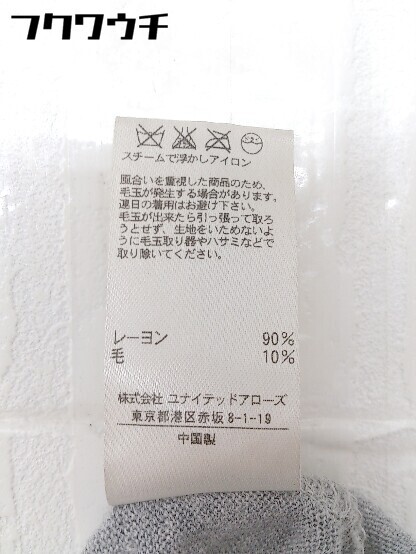 フクワウチ
スチームで浮かしアイロン
風合いを重視した商品のため、
毛玉が発生する場合があります。
連日の着用はお避け下さい。
毛玉が出来たら引っ張って取ろ
うとせず、生地をいためないよ
うに毛玉取り器やハサミなどで
取り除いてください。
レーヨン 90%
毛 10%
株式会社 ユナイテッドアローズ
東京都港区赤坂 8-1-19
中国製